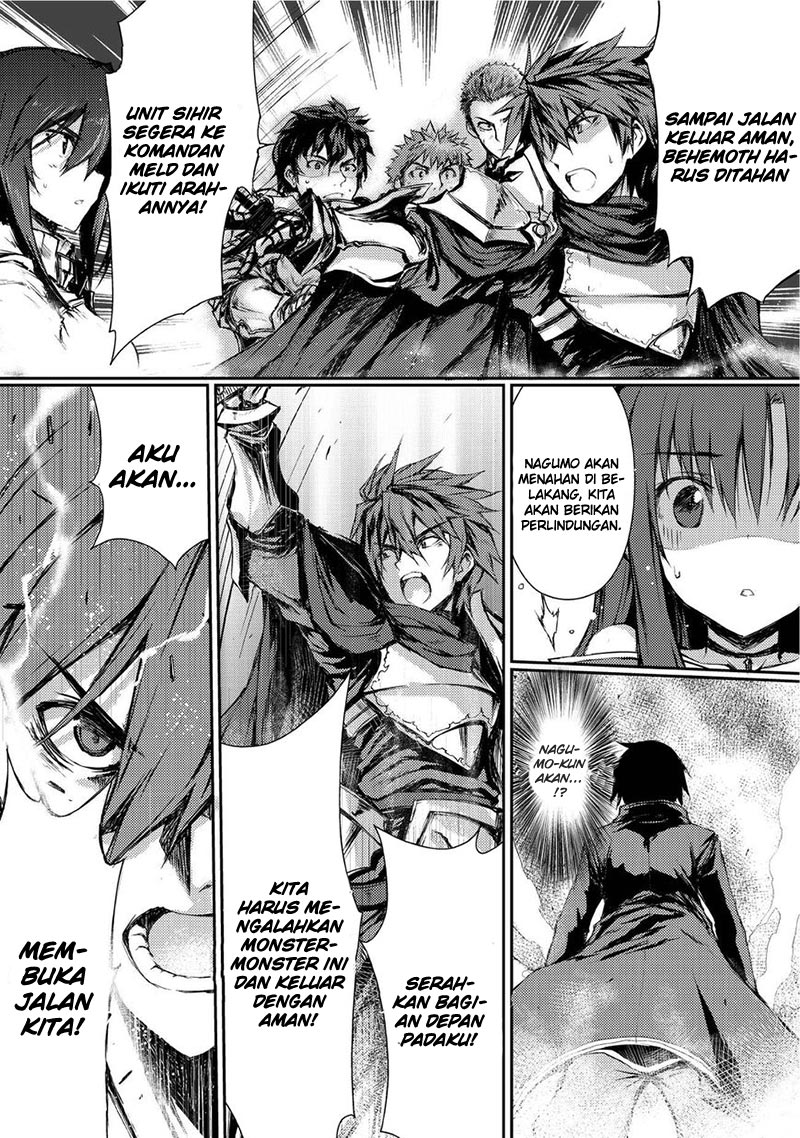 SAMPAI JALAN
KELUAR AMAN,
BEHEMOTH HA-
RUS DITAHAN
UNIT SIHIR
SEGERA KE
KOMANDAN
MELD DAN
IKUTI ARAH-
ANNYA!
NAGUMO AKAN
MENAHAN DI BE-
LAKANG, KITA
AKAN BERIKAN
PERLINDUNGAN.
NAGU-
MO-KUN
AKAN...
!?
SERAH-
KAN BAGI-
AN DEPAN
PADAKU!
KITA
HARUS ME-
NGALAHKAN
MONSTER-
MONSTER INI
DAN KELUAR
DENGAN
AMAN!
AKU
AKAN...
MEM-
BUKA
JALAN
KITA!